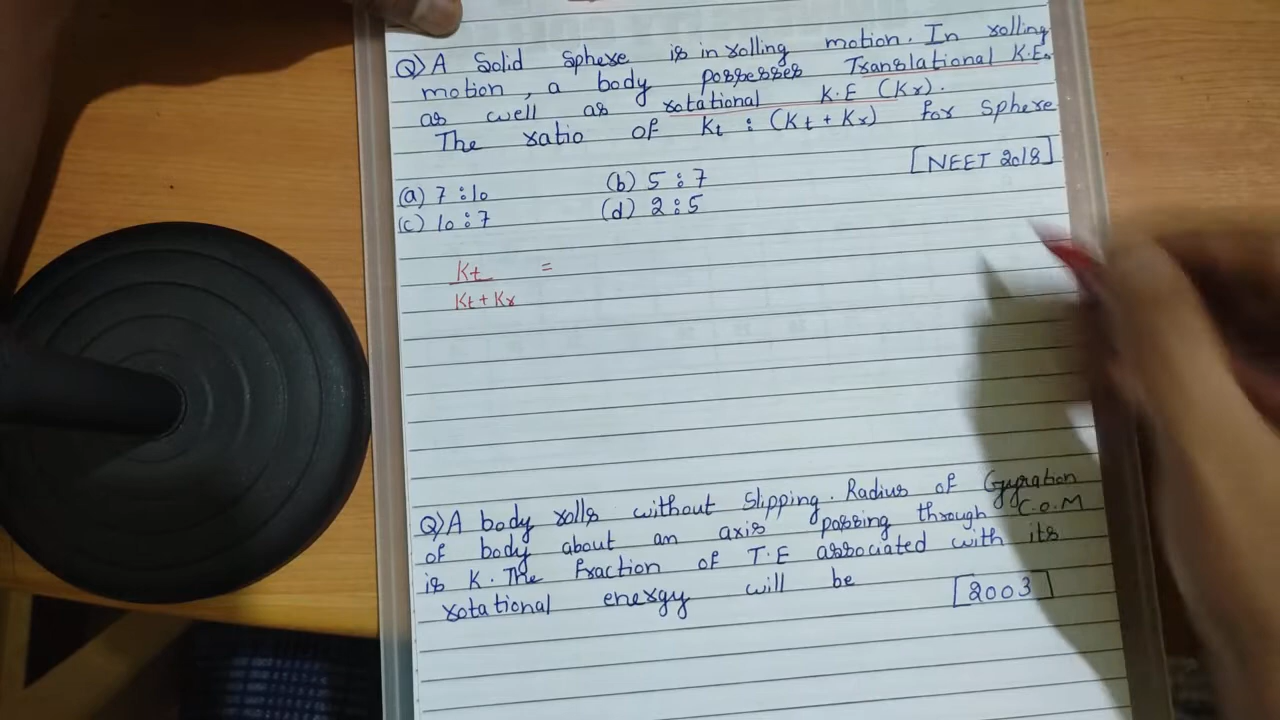 Q>A Solid Sphere is in rolling motion. In rolling
motion, a body possesses Translational K.E.
as well as rotational K.E (Kr).
The ratio of Kt : (Kt + Kr) for Sphere
[NEET 2018]
(a) 7:10 (b) 5:7
(c) 10:7 (d) 2:5
Kt =
Kt + Kr
Q>A body rolls without Slipping. Radius of Gyration
of body about an axis passing through C.O.M
is K. The fraction of T.E associated with its
rotational energy will be [2003]